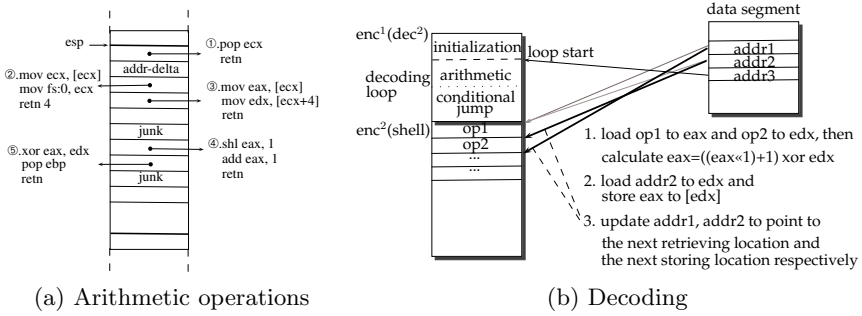 esp
①.pop ecx
retn
addr-delta
②.mov ecx, [ecx]
mov fs:0, ecx
retn 4
③.mov eax, [ecx]
mov edx, [ecx+4]
retn
junk
⑤.xor eax, edx
pop ebp
retn
④.shl eax, 1
add eax, 1
retn
junk
(a) Arithmetic operations
data segment
enc¹(dec²)
initialization
loop start
addr1
addr2
addr3
decoding
loop
arithmetic
conditional
jump
enc²(shell)
op1
op2
...
...
1. load op1 to eax and op2 to edx, then
calculate eax=((eax«1)+1) xor edx
2. load addr2 to edx and
store eax to [edx]
3. update addr1, addr2 to point to
the next retrieving location and
the next storing location respectively
(b) Decoding